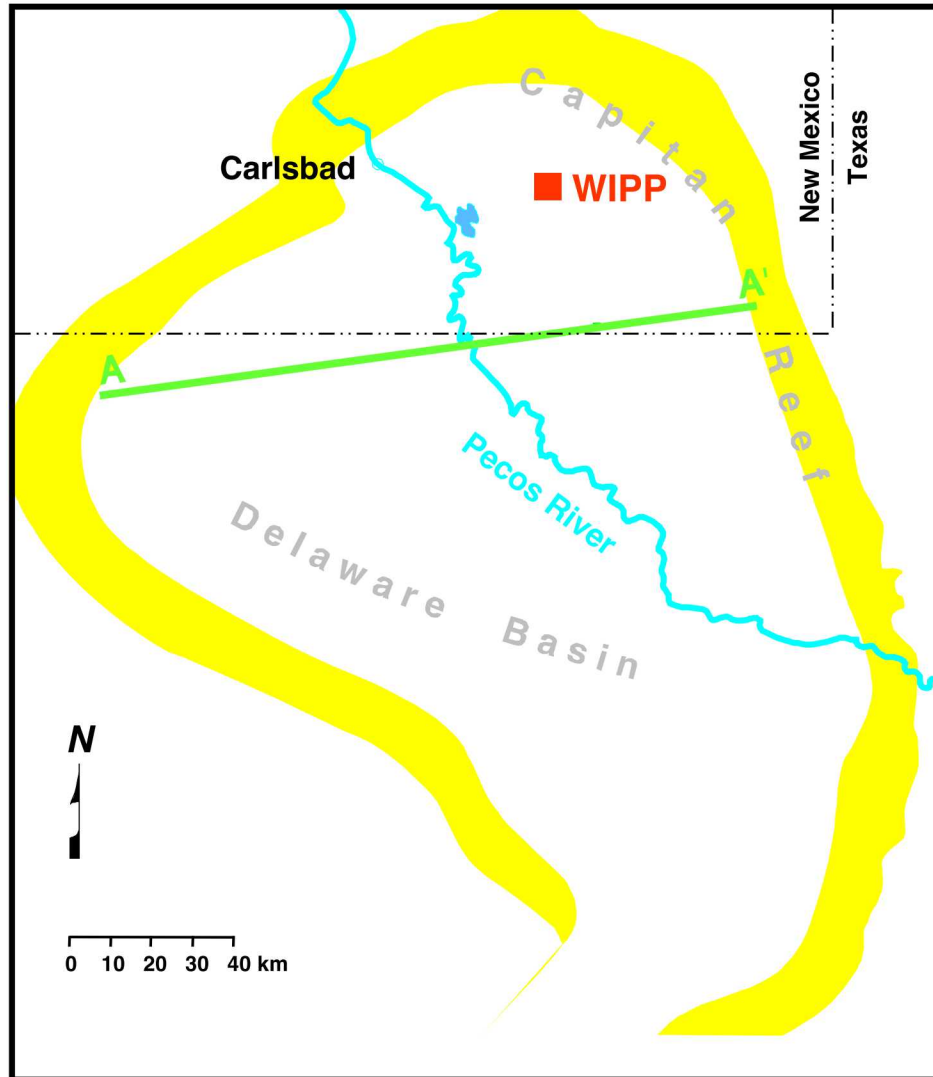 Capitan
New Mexico
Texas
Carlsbad
WIPP
A'
A
Reef
Pecos River
Delaware Basin
N
0 10 20 30 40 km